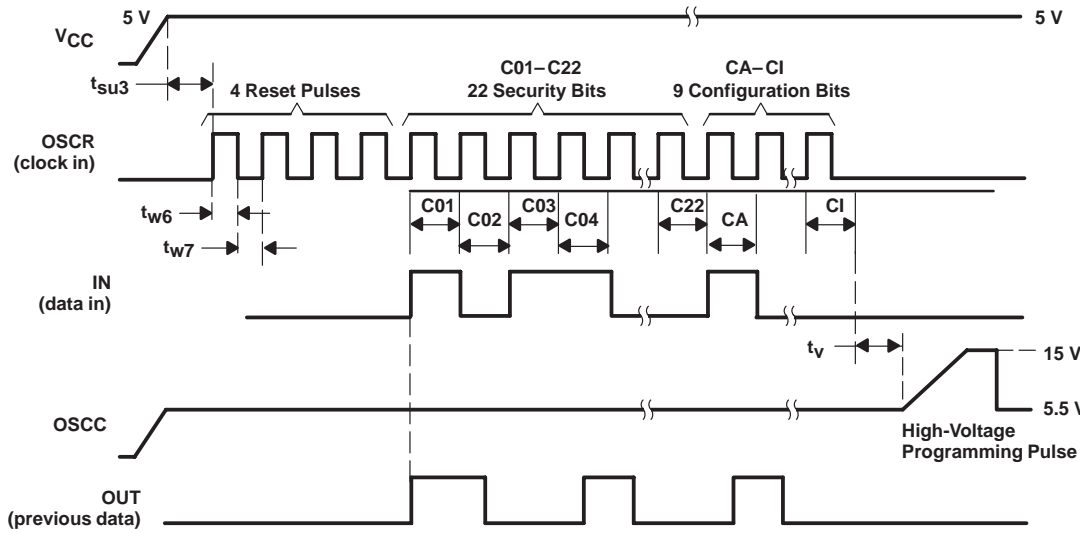 5 V
5 V
VCC
C01–C22
CA–CI
tsu3
4 Reset Pulses
22 Security Bits
9 Configuration Bits
OSCR
(clock in)
C01
C03
C22
CI
tw6
C02
C04
CA
tw7
IN
(data in)
tv
15 V
OSCC
5.5 V
High-Voltage
Programming Pulse
OUT
(previous data)